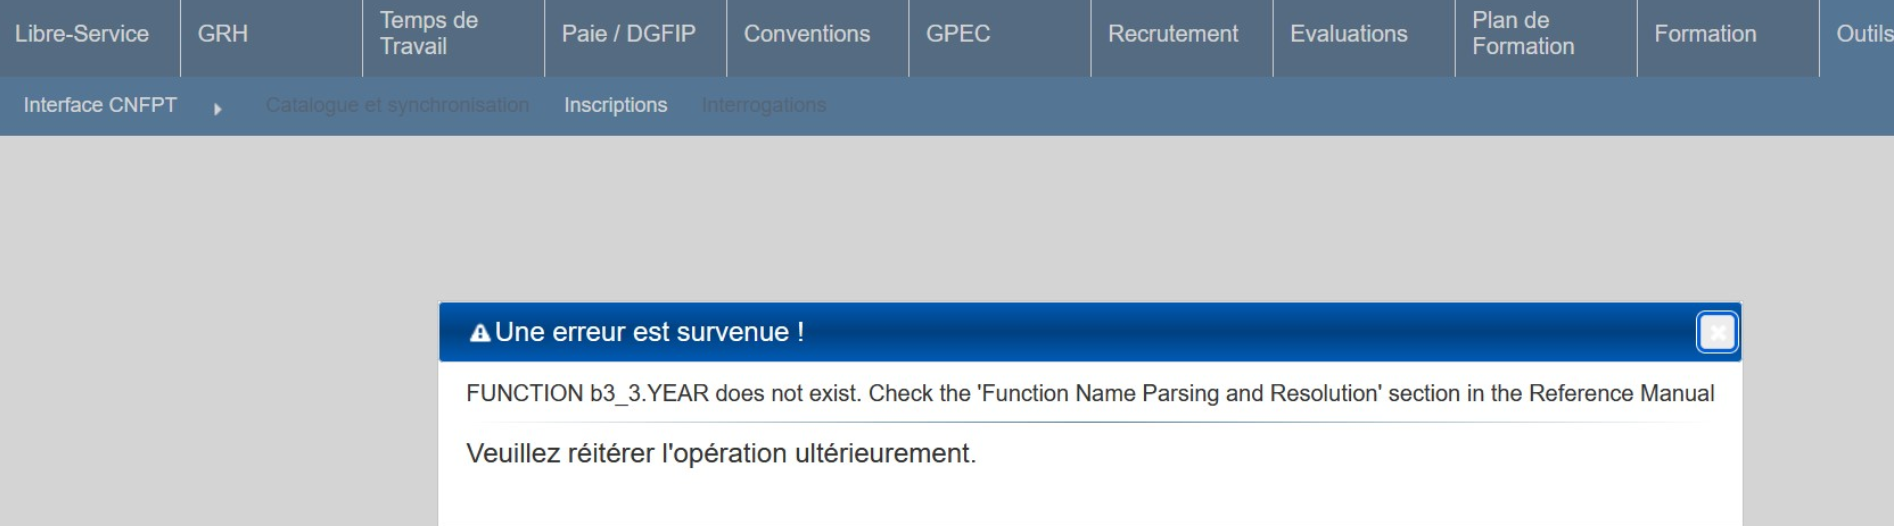 Libre-Service
GRH
Temps de
Travail
Paie / DGFIP
Conventions
GPEC
Recrutement
Evaluations
Plan de
Formation
Formation
Outils
Interface CNFPT
Catalogue et synchronisation
Inscriptions
Interrogations
Une erreur est survenue !
FUNCTION b3_3.YEAR does not exist. Check the 'Function Name Parsing and Resolution' section in the Reference Manual
Veuillez réitérer l'opération ultérieurement.